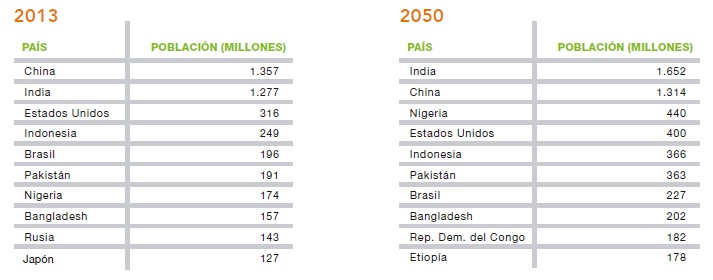 2013
PAÍS POBLACIÓN (MILLONES)
China 1.357
India 1.277
Estados Unidos 316
Indonesia 249
Brasil 196
Pakistán 191
Nigeria 174
Bangladesh 157
Rusia 143
Japón 127
2050
PAÍS POBLACIÓN (MILLONES)
India 1.652
China 1.314
Nigeria 440
Estados Unidos 400
Indonesia 366
Pakistán 363
Brasil 227
Bangladesh 202
Rep. Dem. del Congo 182
Etiopía 178